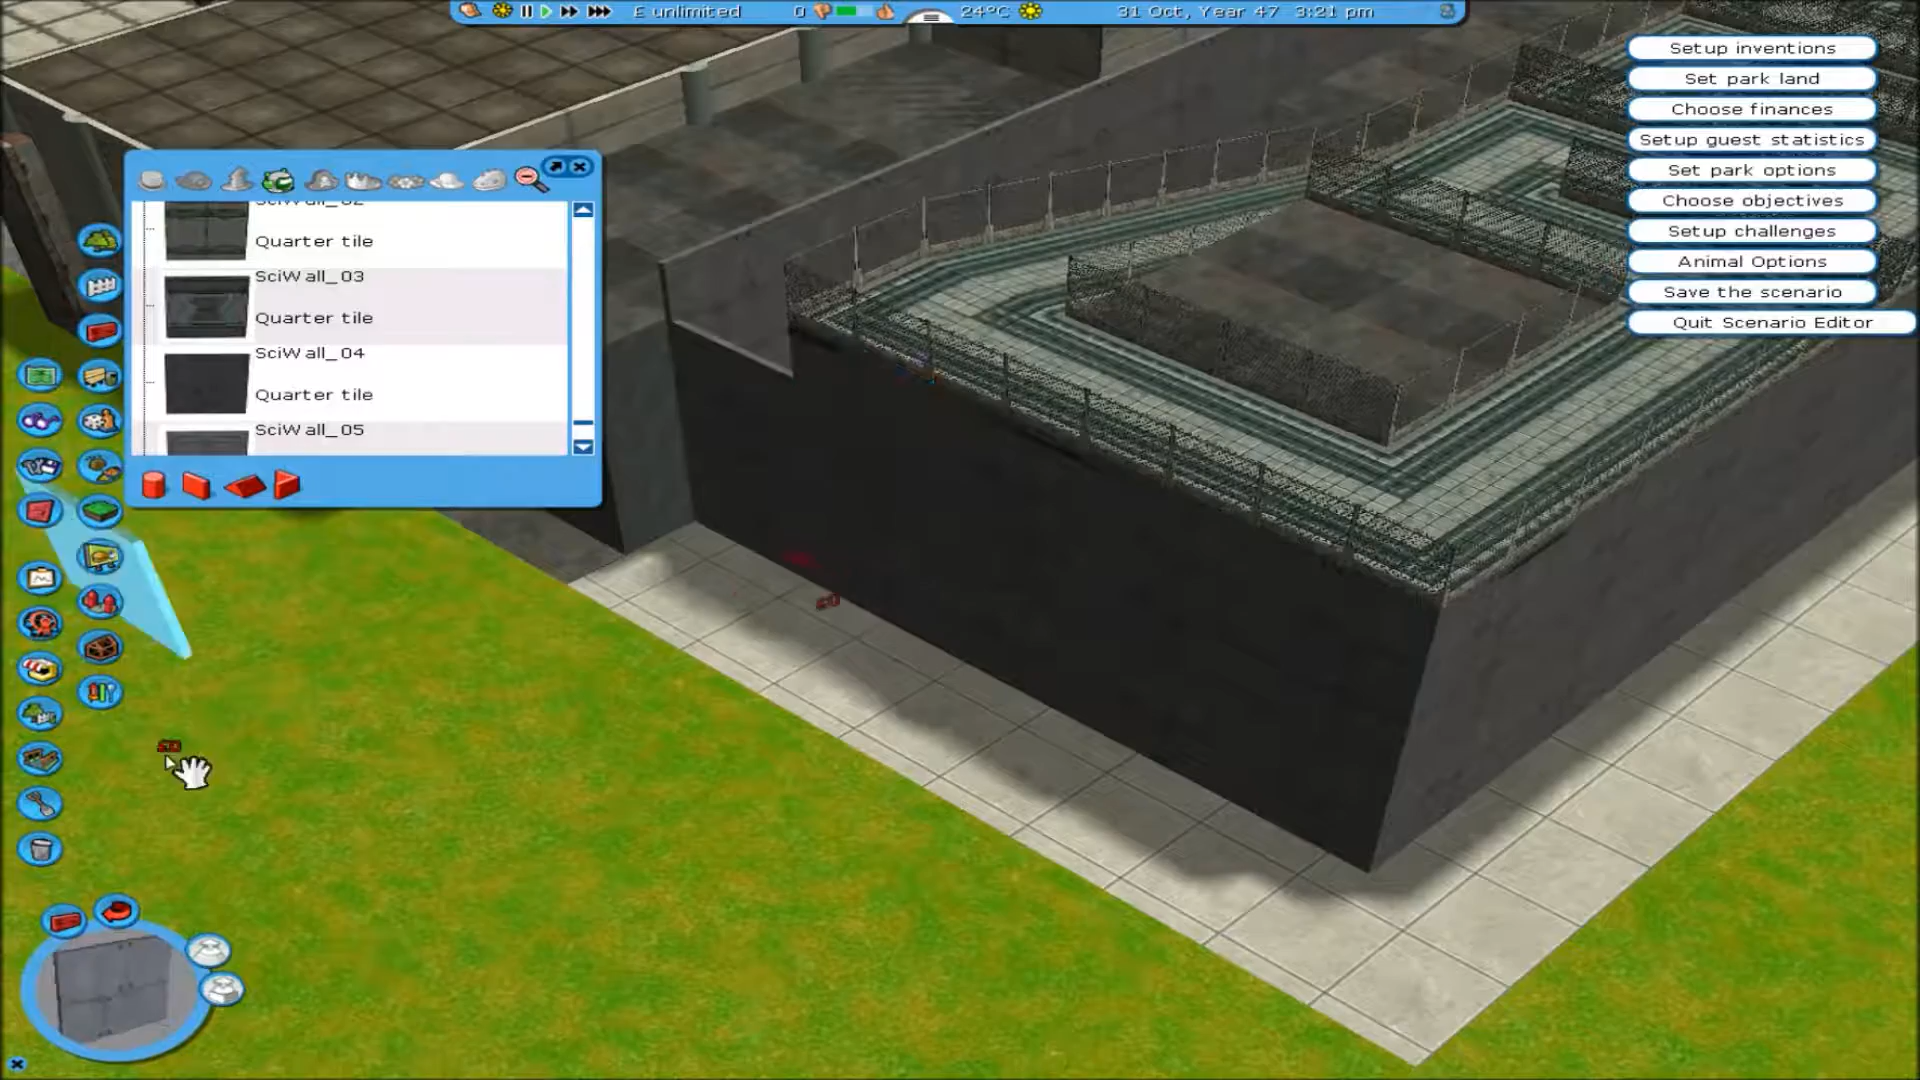 E unlimited 0 24°C 31 Oct, Year 47 3:21 pm
Setup inventions
Set park land
Choose finances
Setup guest statistics
Set park options
Choose objectives
Setup challenges
Animal Options
Save the scenario
Quit Scenario Editor
SciWall_02
Quarter tile
SciWall_03
Quarter tile
SciWall_04
Quarter tile
SciWall_05